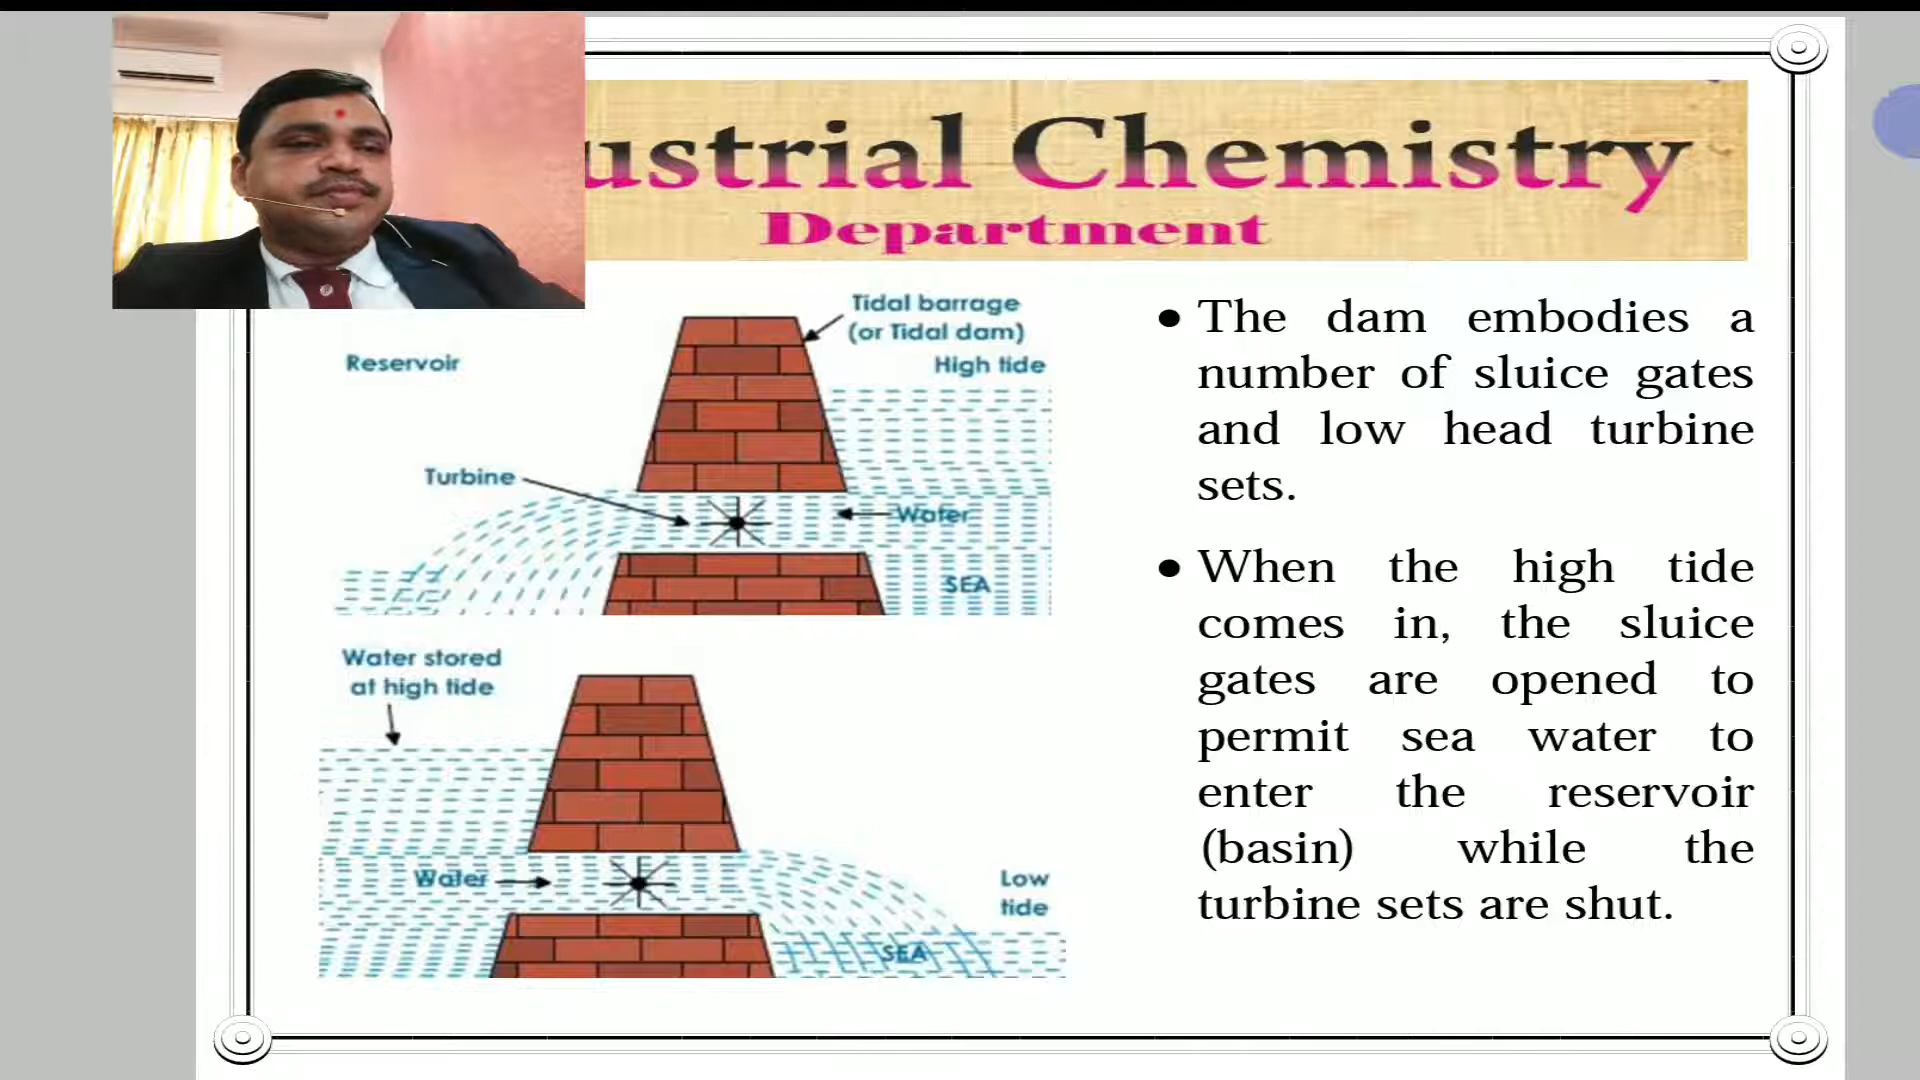 ustrial Chemistry
Department
Tidal barrage
(or Tidal dam)
Reservoir
High tide
Turbine
Water
SEA
Water stored
at high tide
Water
Low
tide
SEA
• The dam embodies a
number of sluice gates
and low head turbine
sets.
• When the high tide
comes in, the sluice
gates are opened to
permit sea water to
enter the reservoir
(basin) while the
turbine sets are shut.